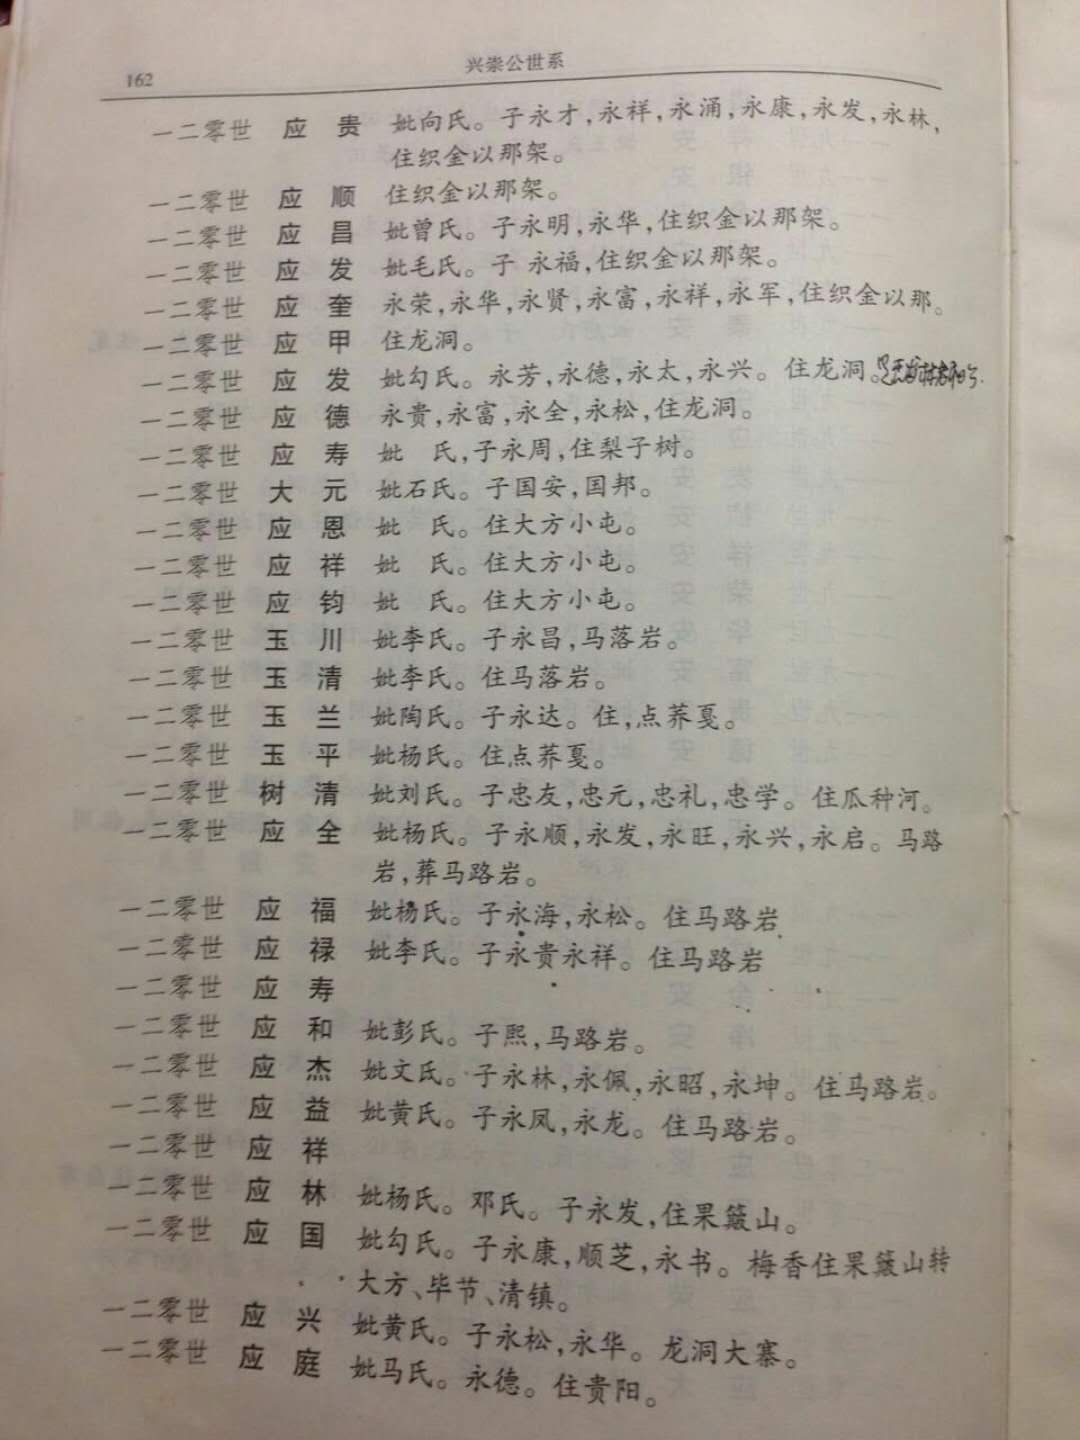 162
兴崇公世系
一二零世 应 贵 妣向氏。子永才,永祥,永涌,永康,永发,永林,
住织金以那架。
一二零世 应 顺 住织金以那架。
一二零世 应 昌 妣曾氏。子永明,永华,住织金以那架。
一二零世 应 发 妣毛氏。子 永福,住织金以那架。
一二零世 应 奎 永荣,永华,永贤,永富,永祥,永军,住织金以那。
一二零世 应 甲 住龙洞。
一二零世 应 发 妣勾氏。永芳,永德,永太,永兴。住龙洞。
一二零世 应 德 永贵,永富,永全,永松,住龙洞。
一二零世 应 寿 妣 氏,子永周,住梨子树。
一二零世 大 元 妣石氏。子国安,国邦。
一二零世 应 恩 妣 氏。住大方小屯。
一二零世 应 祥 妣 氏。住大方小屯。
一二零世 应 钧 妣 氏。住大方小屯。
一二零世 玉 川 妣李氏。子永昌,马落岩。
一二零世 玉 清 妣李氏。住马落岩。
一二零世 玉 兰 妣陶氏。子永达。住,点荞戛。
一二零世 玉 平 妣杨氏。住点荞戛。
一二零世 树 清 妣刘氏。子忠友,忠元,忠礼,忠学。住瓜种河。
一二零世 应 全 妣杨氏。子永顺,永发,永旺,永兴,永启。马路
岩,葬马路岩。
一二零世 应 福 妣杨氏。子永海,永松。住马路岩
一二零世 应 禄 妣李氏。子永贵永祥。住马路岩
一二零世 应 寿
一二零世 应 和 妣彭氏。子熙,马路岩。
一二零世 应 杰 妣文氏。子永林,永佩,永昭,永坤。住马路岩。
一二零世 应 益 妣黄氏。子永凤,永龙。住马路岩。
一二零世 应 祥
一二零世 应 林 妣杨氏。邓氏。子永发,住果簸山。
一二零世 应 国 妣勾氏。子永康,顺芝,永书。梅香住果簸山转
大方、毕节、清镇。
一二零世 应 兴 妣黄氏。子永松,永华。龙洞大寨。
一二零世 应 庭 妣马氏。永德。住贵阳。